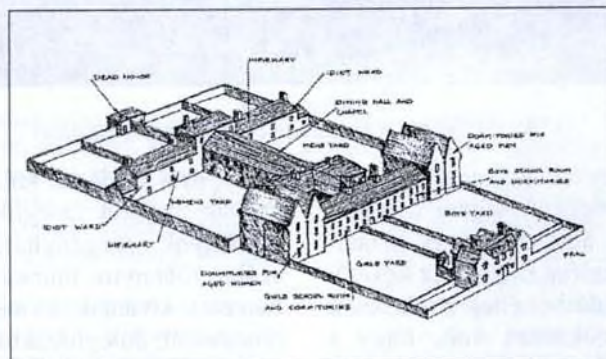 INFIRMARY
IDIOT WARD
DEAD HOUSE
DINING HALL AND
CHAPEL
MENS YARD
DORMITORIES FOR
AGED MEN
BOYS SCHOOL ROOM
AND DORMITORIES
BOYS YARD
WOMENS YARD
IDIOT WARD
INFIRMARY
GIRLS YARD
DORMITORIES FOR
AGED WOMEN
GIRLS SCHOOL ROOM
AND DORMITORIES